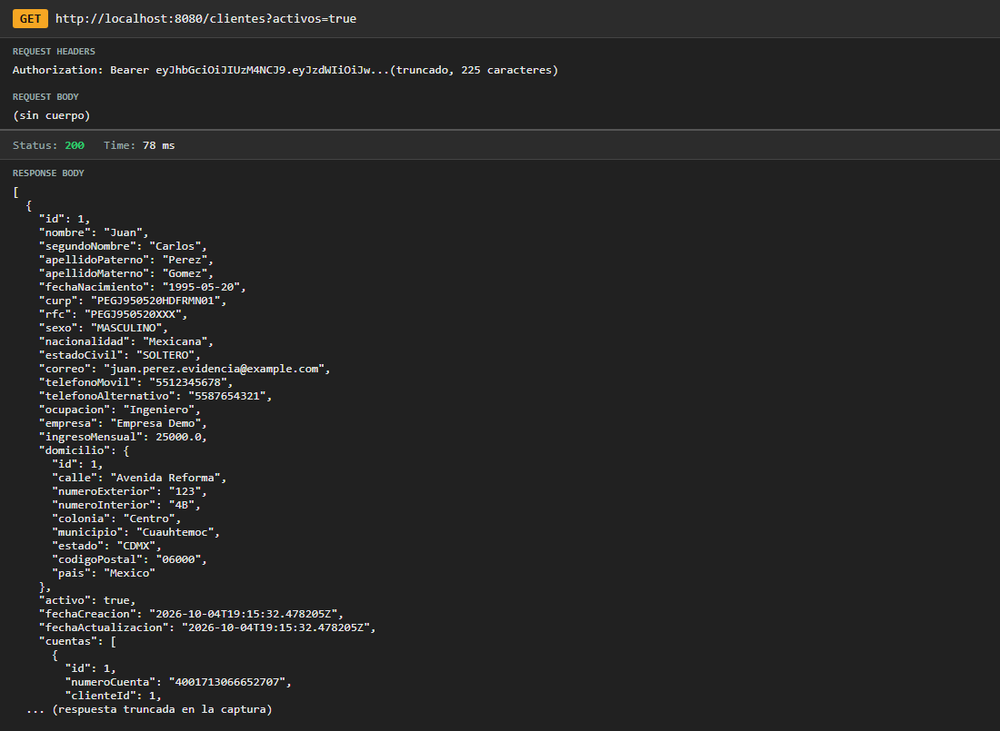 GET http://localhost:8080/clientes?activos=true
REQUEST HEADERS
Authorization: Bearer eyJhbGciOiJIUzM4NCJ9.eyJzdWIiOiJw...(truncado, 225 caracteres)
REQUEST BODY
(sin cuerpo)
Status: 200 Time: 78 ms
RESPONSE BODY
[
  {
    "id": 1,
    "nombre": "Juan",
    "segundoNombre": "Carlos",
    "apellidoPaterno": "Perez",
    "apellidoMaterno": "Gomez",
    "fechaNacimiento": "1995-05-20",
    "curp": "PEGJ950520HDFRMN01",
    "rfc": "PEGJ950520XXX",
    "sexo": "MASCULINO",
    "nacionalidad": "Mexicana",
    "estadoCivil": "SOLTERO",
    "correo": "juan.perez.evidencia@example.com",
    "telefonoMovil": "5512345678",
    "telefonoAlternativo": "5587654321",
    "ocupacion": "Ingeniero",
    "empresa": "Empresa Demo",
    "ingresoMensual": 25000.0,
    "domicilio": {
      "id": 1,
      "calle": "Avenida Reforma",
      "numeroExterior": "123",
      "numeroInterior": "4B",
      "colonia": "Centro",
      "municipio": "Cuauhtemoc",
      "estado": "CDMX",
      "codigoPostal": "06000",
      "pais": "Mexico"
    },
    "activo": true,
    "fechaCreacion": "2026-10-04T19:15:32.478205Z",
    "fechaActualizacion": "2026-10-04T19:15:32.478205Z",
    "cuentas": [
      {
        "id": 1,
        "numeroCuenta": "4001713066652707",
        "clienteId": 1,
  ... (respuesta truncada en la captura)